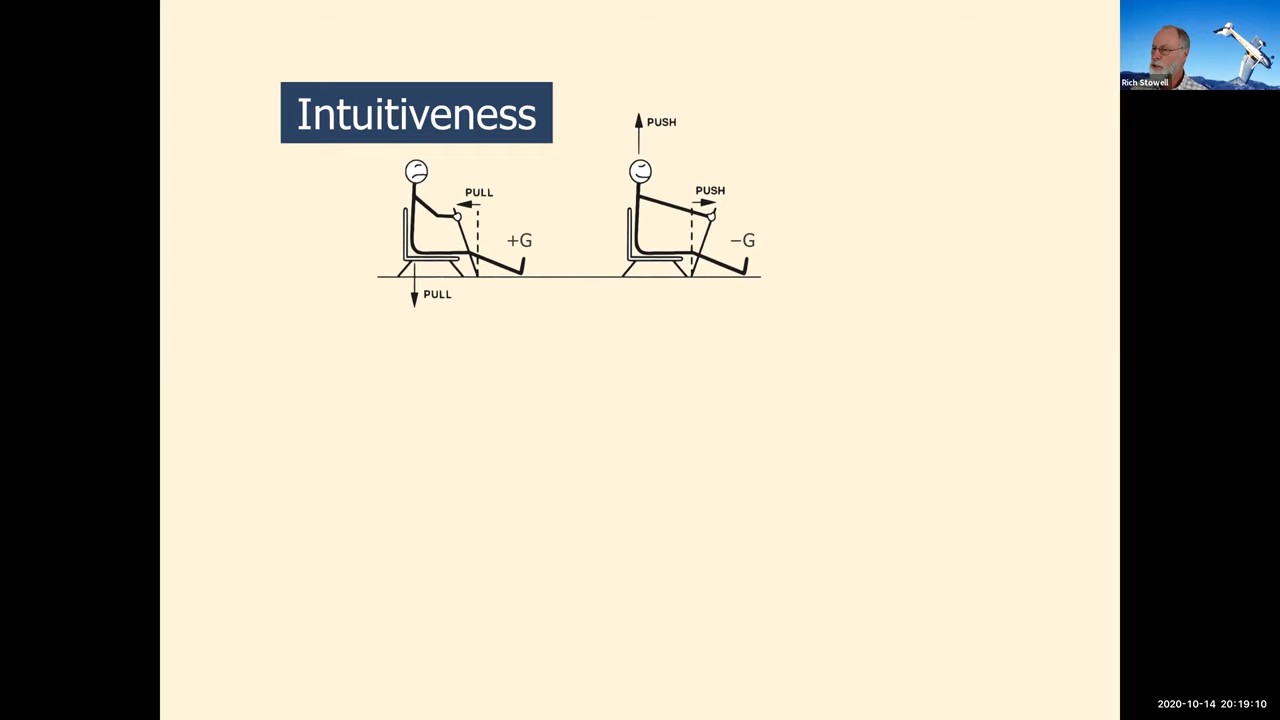 Intuitiveness
PUSH
PULL
PUSH
+G
−G
PULL
Rich Stowell
2020-10-14 20:19:10